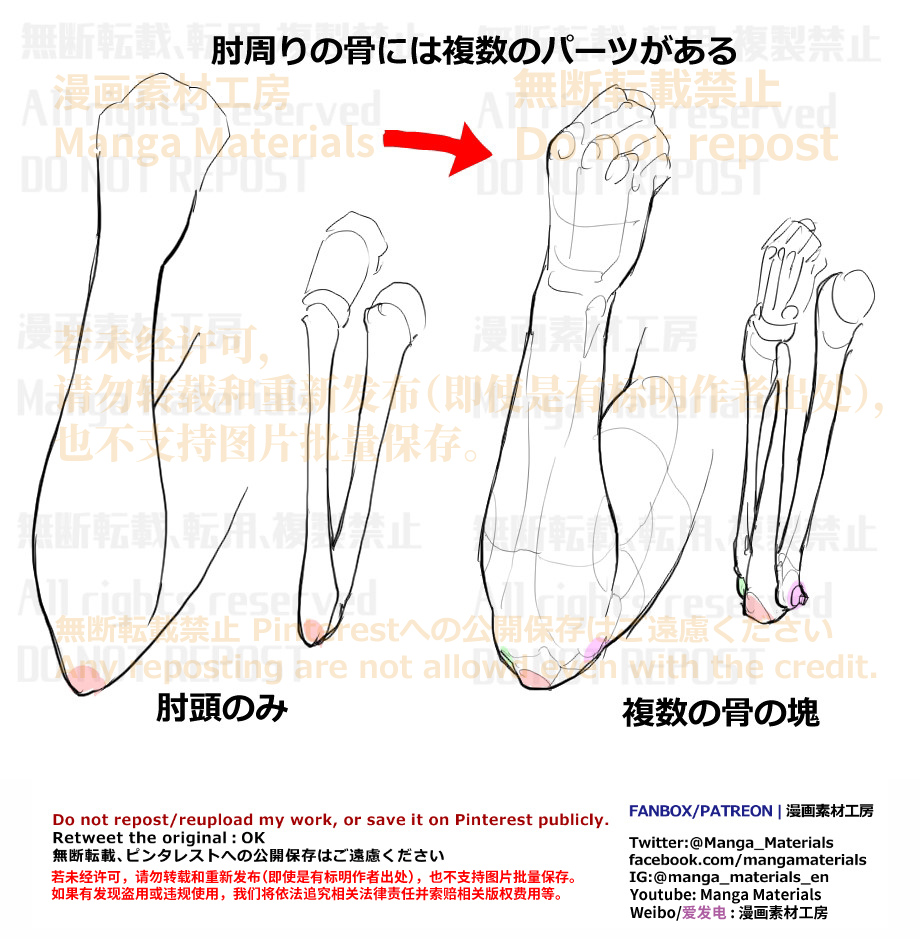 肘周りの骨には複数のパーツがある
無断転載、転用、複製禁止
無断転載、転用、複製禁止
漫画素材工房
無断転載禁止
All rights reserved
All rights reserved
Manga Materials
Do not repost
DO NOT REPOST
DO NOT REPOST
漫画素材工房
漫画素材工房
若未经许可，
请勿转载和重新发布（即使是有标明作者出处），
Manga Materials
Manga Materials
也不支持图片批量保存。
無断転載、転用、複製禁止
無断転載、転用、複製禁止
All rights reserved
All rights reserved
無断転載禁止 Pinterestへの公開保存はご遠慮ください
DO NOT REPOST
DO NOT REPOST
Any reposting are not allowed even with the credit.
肘頭のみ
複数の骨の塊
Do not repost/reupload my work, or save it on Pinterest publicly.
Retweet the original : OK
無断転載、ピンタレストへの公開保存はご遠慮ください
若未经许可，请勿转载和重新发布（即使是有标明作者出处），也不支持图片批量保存。
如果有发现盗用或违规使用，我们将依法追究相关法律责任并索赔相关版权费用等。
FANBOX/PATREON | 漫画素材工房
Twitter:@Manga_Materials
facebook.com/mangamaterials
IG:@manga_materials_en
Youtube: Manga Materials
Weibo/爱发电 : 漫画素材工房